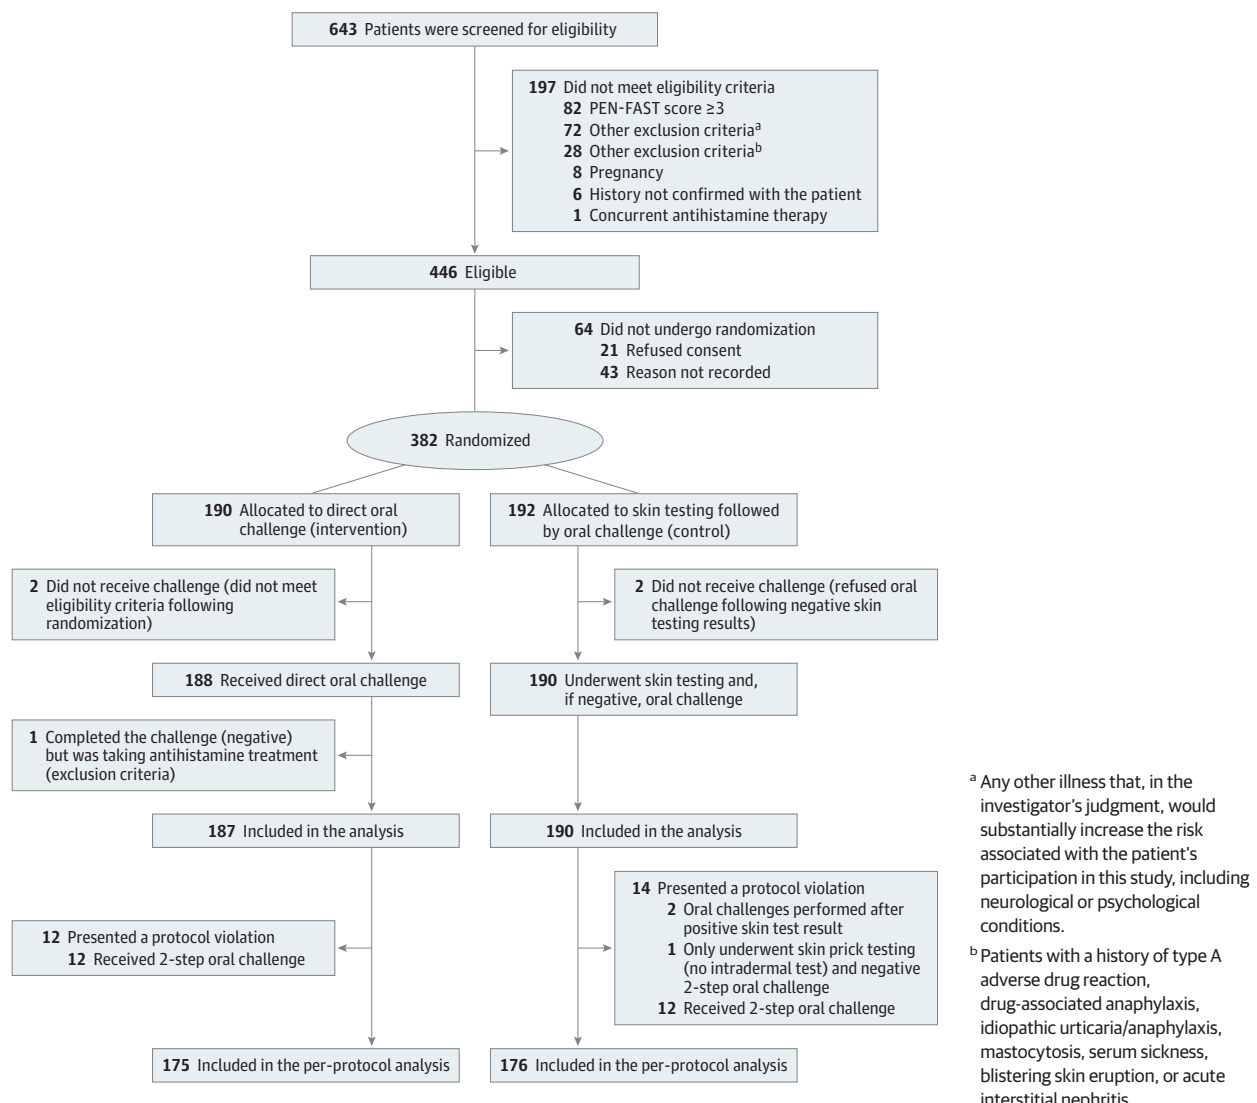 643 Patients were screened for eligibility
197 Did not meet eligibility criteria
82 PEN-FAST score ≥3
72 Other exclusion criteriaᵃ
28 Other exclusion criteriaᵇ
8 Pregnancy
6 History not confirmed with the patient
1 Concurrent antihistamine therapy
446 Eligible
64 Did not undergo randomization
21 Refused consent
43 Reason not recorded
382 Randomized
190 Allocated to direct oral
challenge (intervention)
192 Allocated to skin testing followed
by oral challenge (control)
2 Did not receive challenge (did not meet
eligibility criteria following
randomization)
2 Did not receive challenge (refused oral
challenge following negative skin
testing results)
188 Received direct oral challenge
190 Underwent skin testing and,
if negative, oral challenge
1 Completed the challenge (negative)
but was taking antihistamine treatment
(exclusion criteria)
187 Included in the analysis
190 Included in the analysis
12 Presented a protocol violation
12 Received 2-step oral challenge
14 Presented a protocol violation
2 Oral challenges performed after
positive skin test result
1 Only underwent skin prick testing
(no intradermal test) and negative
2-step oral challenge
12 Received 2-step oral challenge
175 Included in the per-protocol analysis
176 Included in the per-protocol analysis
ᵃ Any other illness that, in the
investigator's judgment, would
substantially increase the risk
associated with the patient's
participation in this study, including
neurological or psychological
conditions.
ᵇ Patients with a history of type A
adverse drug reaction,
drug-associated anaphylaxis,
idiopathic urticaria/anaphylaxis,
mastocytosis, serum sickness,
blistering skin eruption, or acute
interstitial nephritis